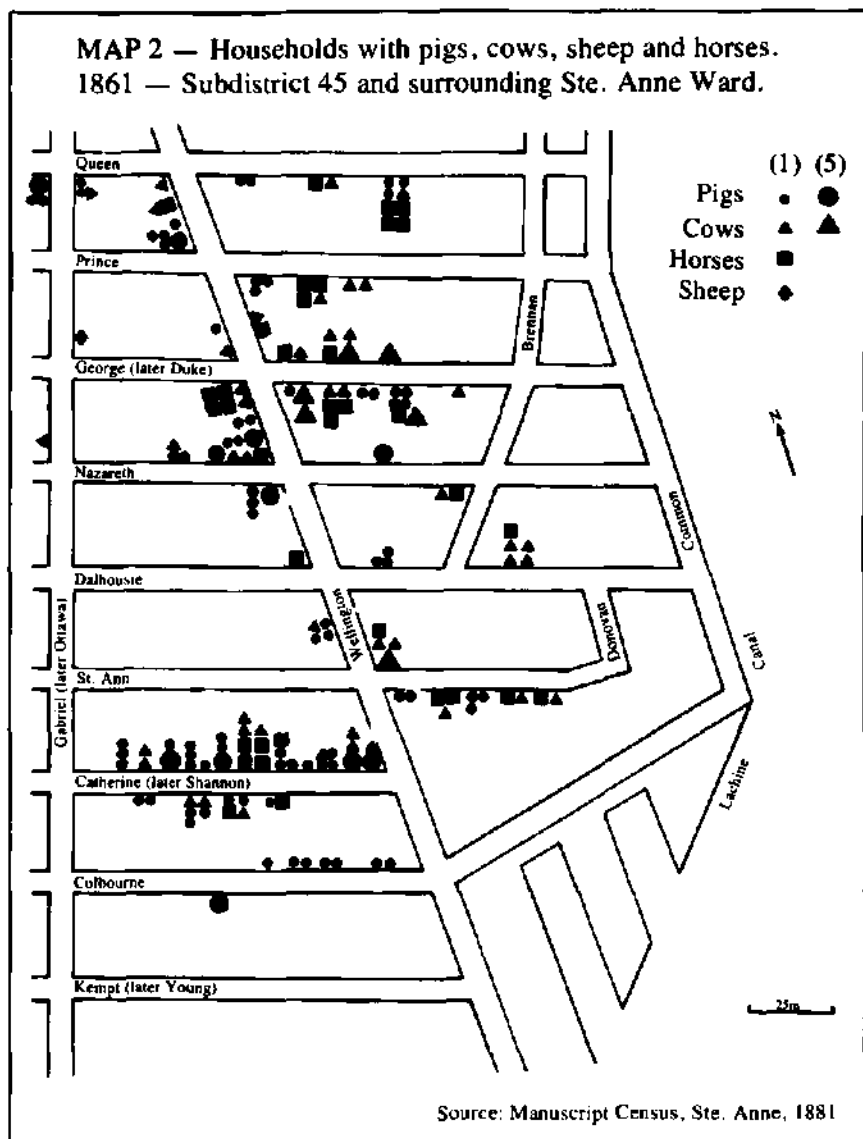 MAP 2 — Households with pigs, cows, sheep and horses.
1861 — Subdistrict 45 and surrounding Ste. Anne Ward.
(1) (5)
Pigs
Cows
Horses
Sheep
Queen
Prince
Brennan
George (later Duke)
N
Nazareth
Common
Dalhousie
Wellington
Donovan
Canal
Gabriel (later Ottawa)
St. Ann
Catherine (later Shannon)
Lachine
Colbourne
Kempt (later Young)
25m
Source: Manuscript Census, Ste. Anne, 1881